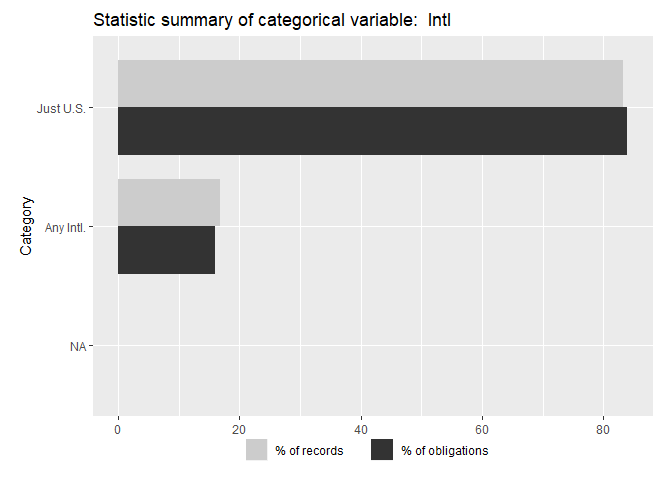 Statistic summary of categorical variable:  Intl
Category
Just U.S.
Any Intl.
NA
0 20 40 60 80
% of records % of obligations